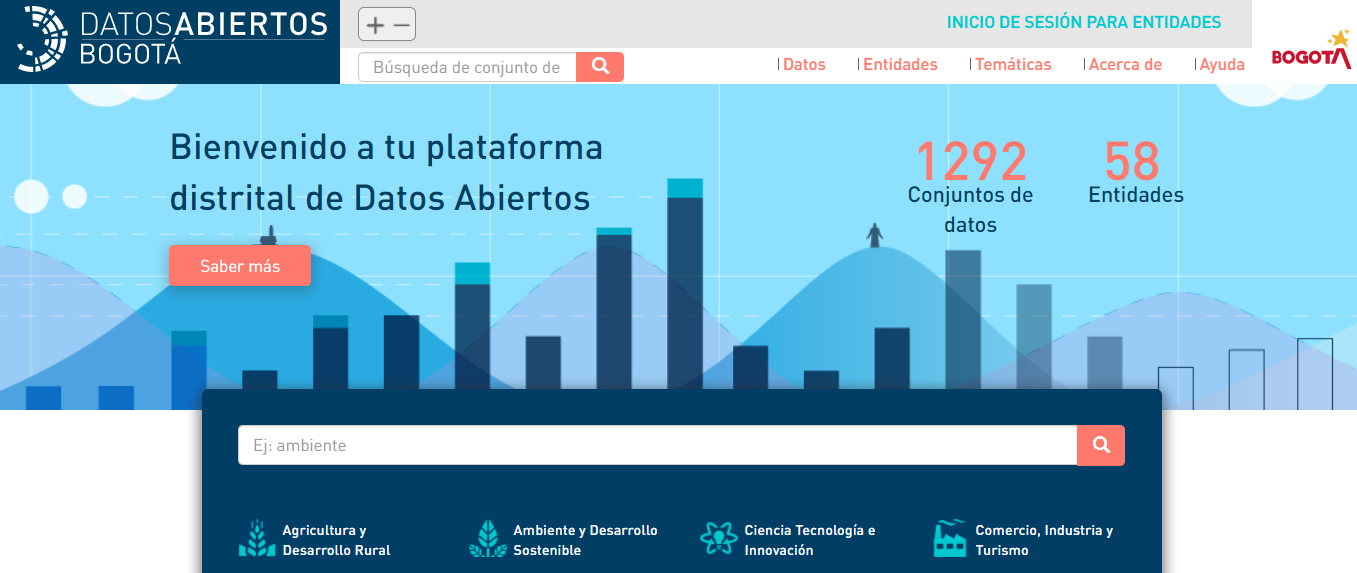 DATOSABIERTOS
BOGOTÁ
+ −
INICIO DE SESIÓN PARA ENTIDADES
Búsqueda de conjunto de
Datos
Entidades
Temáticas
Acerca de
Ayuda
BOGOTÁ
Bienvenido a tu plataforma
distrital de Datos Abiertos
Saber más
1292
Conjuntos de
datos
58
Entidades
Ej: ambiente
Agricultura y
Desarrollo Rural
Ambiente y Desarrollo
Sostenible
Ciencia Tecnología e
Innovación
Comercio, Industria y
Turismo